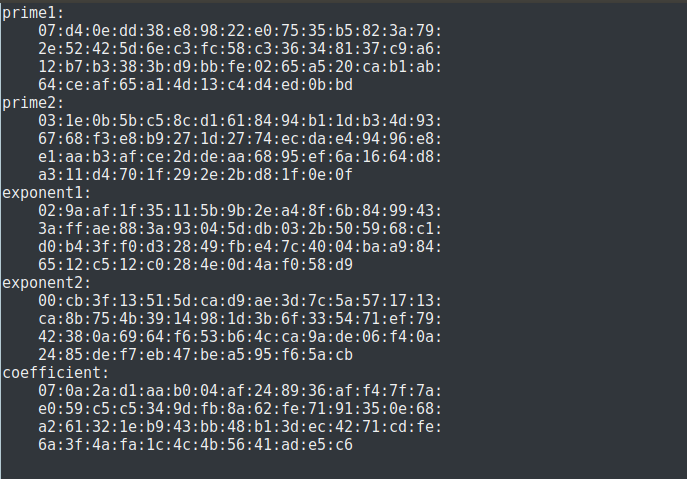 prime1:
07:d4:0e:dd:38:e8:98:22:e0:75:35:b5:82:3a:79:
2e:52:42:5d:6e:c3:fc:58:c3:36:34:81:37:c9:a6:
12:b7:b3:38:3b:d9:bb:fe:02:65:a5:20:ca:b1:ab:
64:ce:af:65:a1:4d:13:c4:d4:ed:0b:bd
prime2:
03:1e:0b:5b:c5:8c:d1:61:84:94:b1:1d:b3:4d:93:
67:68:f3:e8:b9:27:1d:27:74:ec:da:e4:94:96:e8:
e1:aa:b3:af:ce:2d:de:aa:68:95:ef:6a:16:64:d8:
a3:11:d4:70:1f:29:2e:2b:d8:1f:0e:0f
exponent1:
02:9a:af:1f:35:11:5b:9b:2e:a4:8f:6b:84:99:43:
3a:ff:ae:88:3a:93:04:5d:db:03:2b:50:59:68:c1:
d0:b4:3f:f0:d3:28:49:fb:e4:7c:40:04:ba:a9:84:
65:12:c5:12:c0:28:4e:0d:4a:f0:58:d9
exponent2:
00:cb:3f:13:51:5d:ca:d9:ae:3d:7c:5a:57:17:13:
ca:8b:75:4b:39:14:98:1d:3b:6f:33:54:71:ef:79:
42:38:0a:69:64:f6:53:b6:4c:ca:9a:de:06:f4:0a:
24:85:de:f7:eb:47:be:a5:95:f6:5a:cb
coefficient:
07:0a:2a:d1:aa:b0:04:af:24:89:36:af:f4:7f:7a:
e0:59:c5:c5:34:9d:fb:8a:62:fe:71:91:35:0e:68:
a2:61:32:1e:b9:43:bb:48:b1:3d:ec:42:71:cd:fe:
6a:3f:4a:fa:1c:4c:4b:56:41:ad:e5:c6